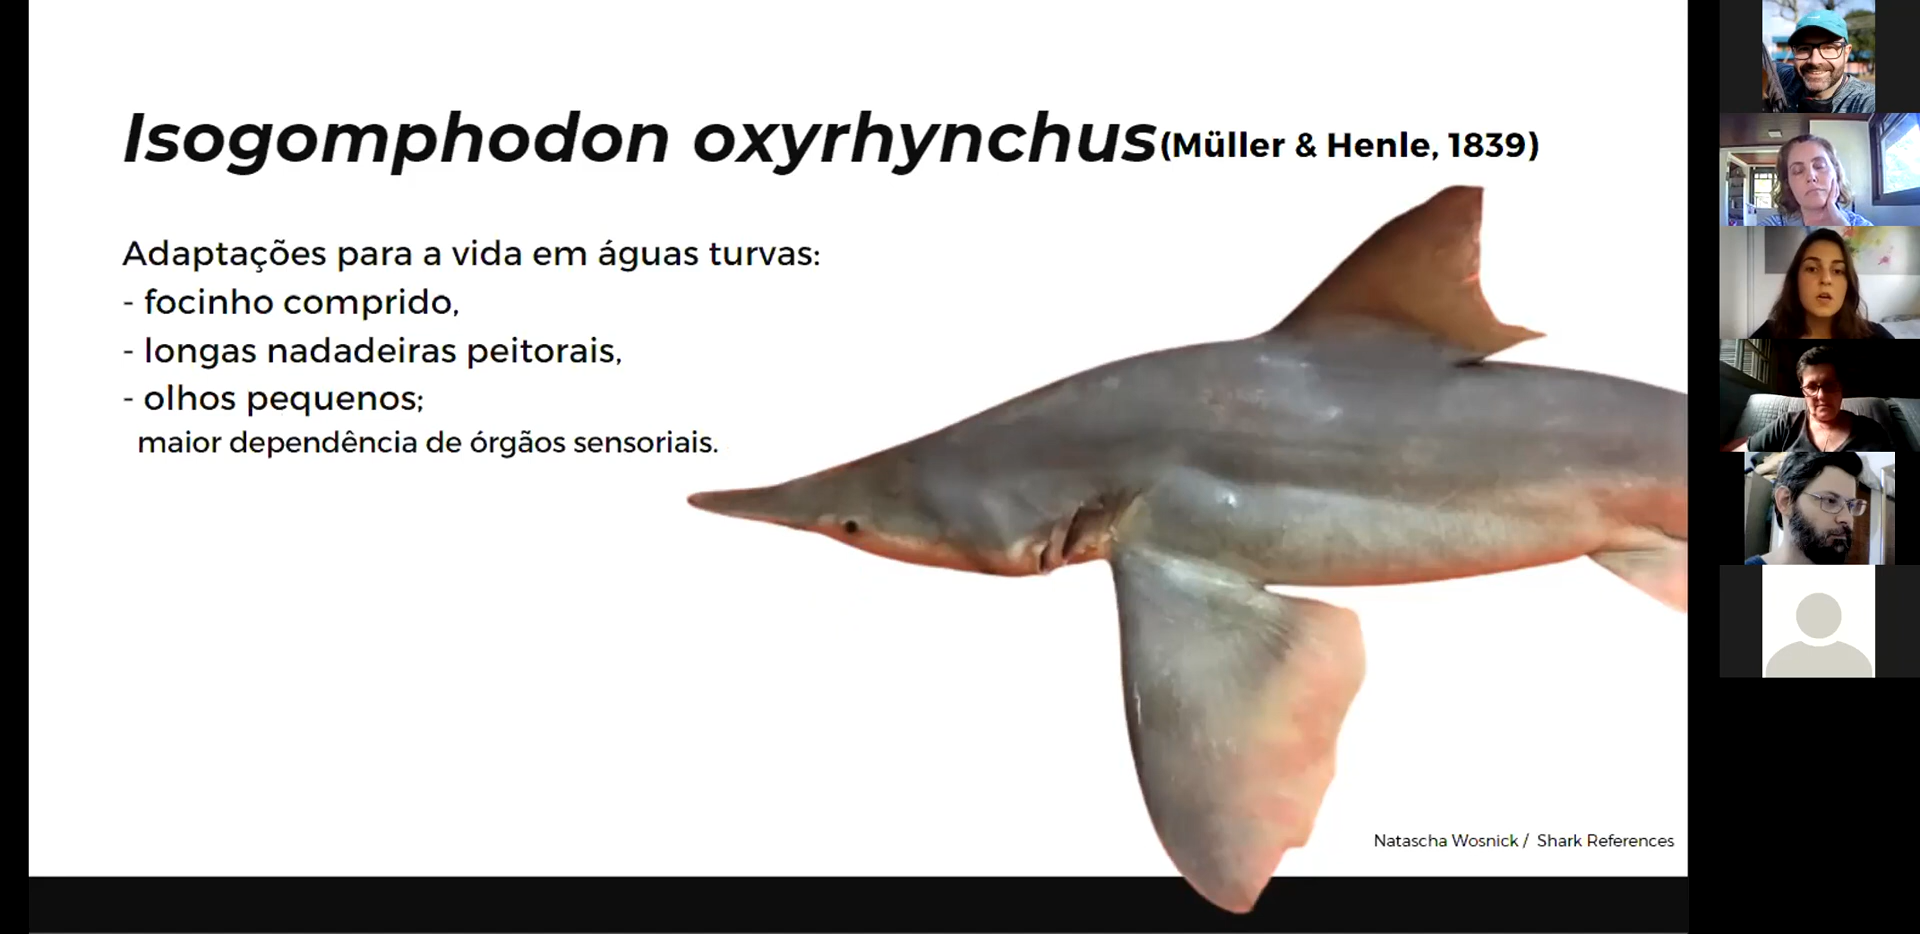 Isogomphodon oxyrhynchus(Müller & Henle, 1839)
Adaptações para a vida em águas turvas:
- focinho comprido,
- longas nadadeiras peitorais,
- olhos pequenos;
maior dependência de órgãos sensoriais.
Natascha Wosnick / Shark References